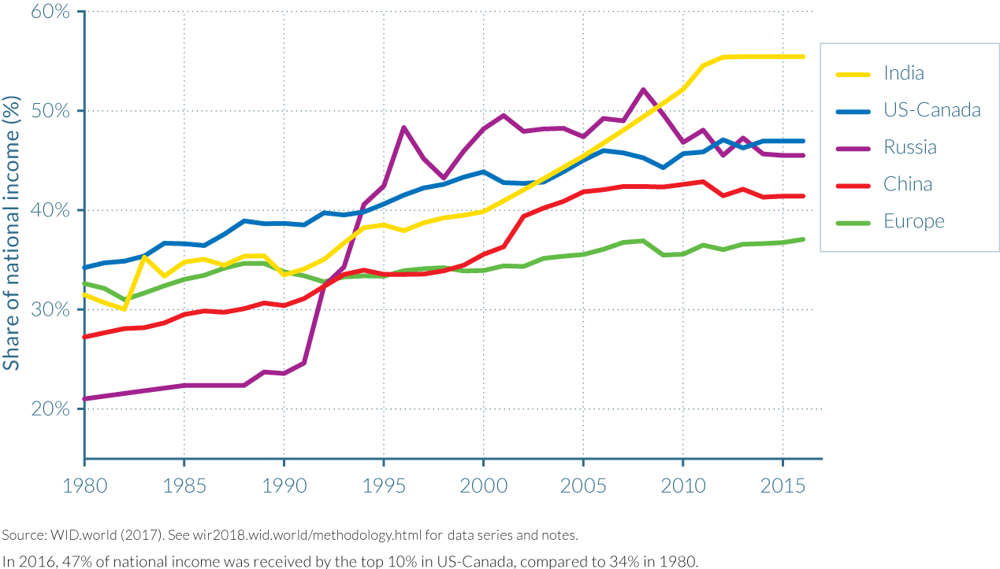 60%
50%
40%
30%
20%
Share of national income (%)
1980 1985 1990 1995 2000 2005 2010 2015
India
US-Canada
Russia
China
Europe
Source: WID.world (2017). See wir2018.wid.world/methodology.html for data series and notes.
In 2016, 47% of national income was received by the top 10% in US-Canada, compared to 34% in 1980.